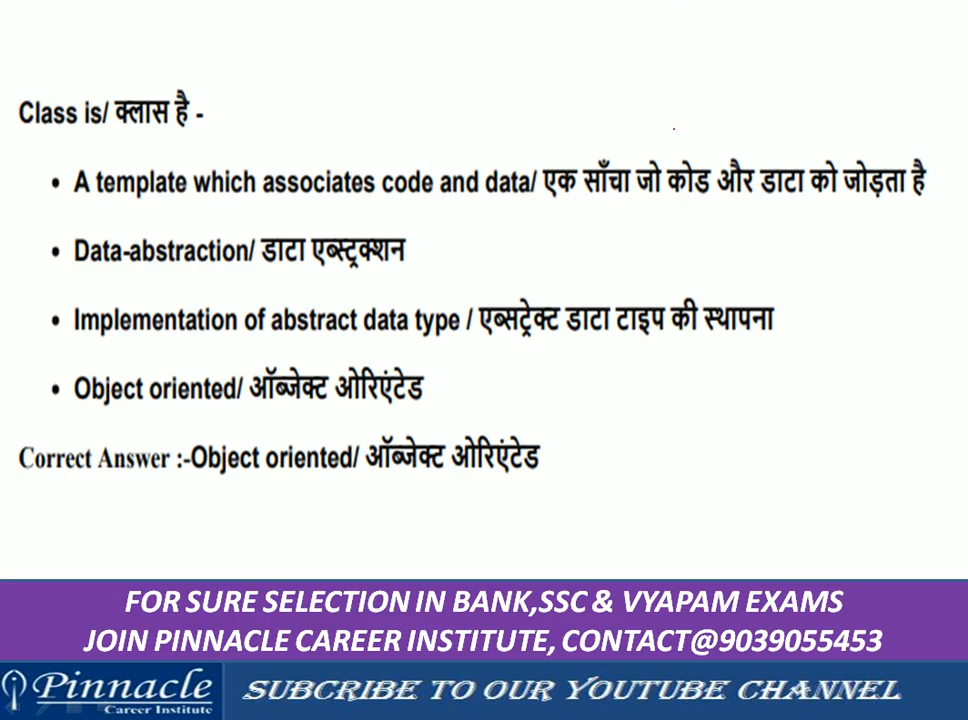 Class is/ क्लास है -
• A template which associates code and data/ एक साँचा जो कोड और डाटा को जोड़ता है
• Data-abstraction/ डाटा एब्स्ट्रक्शन
• Implementation of abstract data type / एब्सट्रेक्ट डाटा टाइप की स्थापना
• Object oriented/ ऑब्जेक्ट ओरिएंटेड
Correct Answer :-Object oriented/ ऑब्जेक्ट ओरिएंटेड
FOR SURE SELECTION IN BANK,SSC & VYAPAM EXAMS
JOIN PINNACLE CAREER INSTITUTE, CONTACT@9039055453
Pinnacle
Career Institute
SUBCRIBE TO OUR YOUTUBE CHANNEL